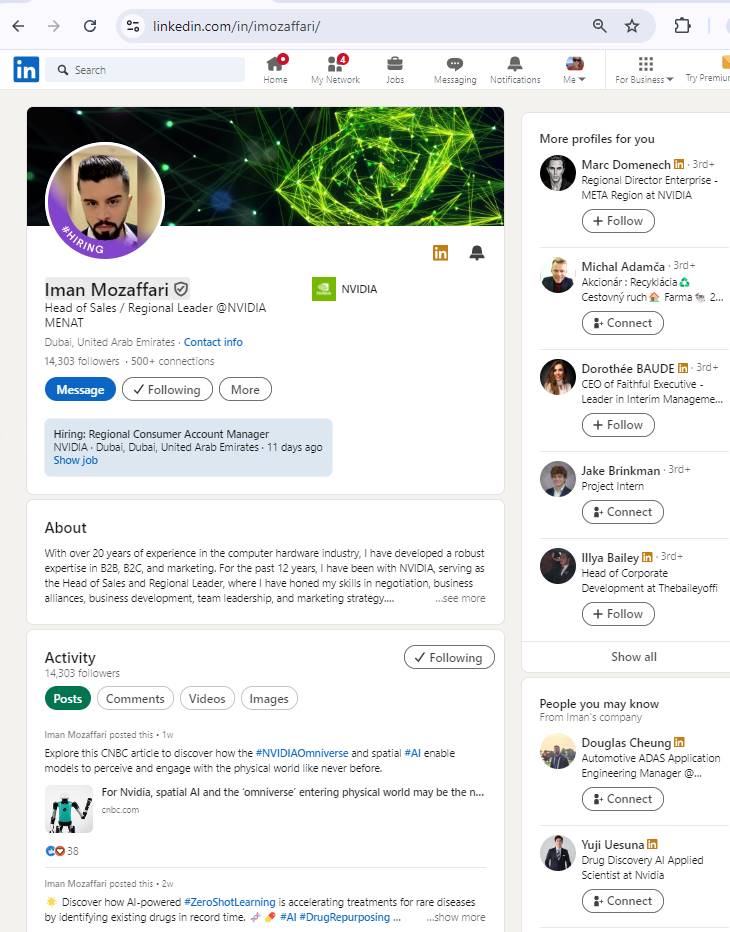 linkedin.com/in/imozaffari/
in
Search
Home
4
My Network
Jobs
Messaging
Notifications
Me
For Business
Try Premiu
#HIRING
in
Iman Mozaffari
NVIDIA
Head of Sales / Regional Leader @NVIDIA
MENAT
Dubai, United Arab Emirates · Contact info
14,303 followers · 500+ connections
Message
Following
More
Hiring: Regional Consumer Account Manager
NVIDIA · Dubai, Dubai, United Arab Emirates · 11 days ago
Show job
About
With over 20 years of experience in the computer hardware industry, I have developed a robust
expertise in B2B, B2C, and marketing. For the past 12 years, I have been with NVIDIA, serving as
the Head of Sales and Regional Leader, where I have honed my skills in negotiation, business
alliances, business development, team leadership, and marketing strategy.... ...see more
Activity
14,303 followers
Following
Posts
Comments
Videos
Images
Iman Mozaffari posted this • 1w
Explore this CNBC article to discover how the #NVIDIAOmniverse and spatial #AI enable
models to perceive and engage with the physical world like never before.
For Nvidia, spatial AI and the ‘omniverse’ entering physical world may be the n...
cnbc.com
38
Iman Mozaffari posted this • 2w
🌟 Discover how AI-powered #ZeroShotLearning is accelerating treatments for rare diseases
by identifying existing drugs in record time. 🧬 💊 #AI #DrugRepurposing ... ...show more
More profiles for you
Marc Domenech in · 3rd+
Regional Director Enterprise -
META Region at NVIDIA
+ Follow
Michal Adamča · 3rd+
Akcionár : Recyklácia♻️
Cestovný ruch🏠 Farma🐄 2...
Connect
Dorothée BAUDE in · 3rd+
CEO of Faithful Executive -
Leader in Interim Manageme...
+ Follow
Jake Brinkman · 3rd+
Project Intern
Connect
Illya Bailey in · 3rd+
Head of Corporate
Development at Thebaileyoffi
+ Follow
Show all
People you may know
From Iman's company
Douglas Cheung in
Automotive ADAS Application
Engineering Manager @...
Connect
Yuji Uesuna in
Drug Discovery AI Applied
Scientist at Nvidia
Connect